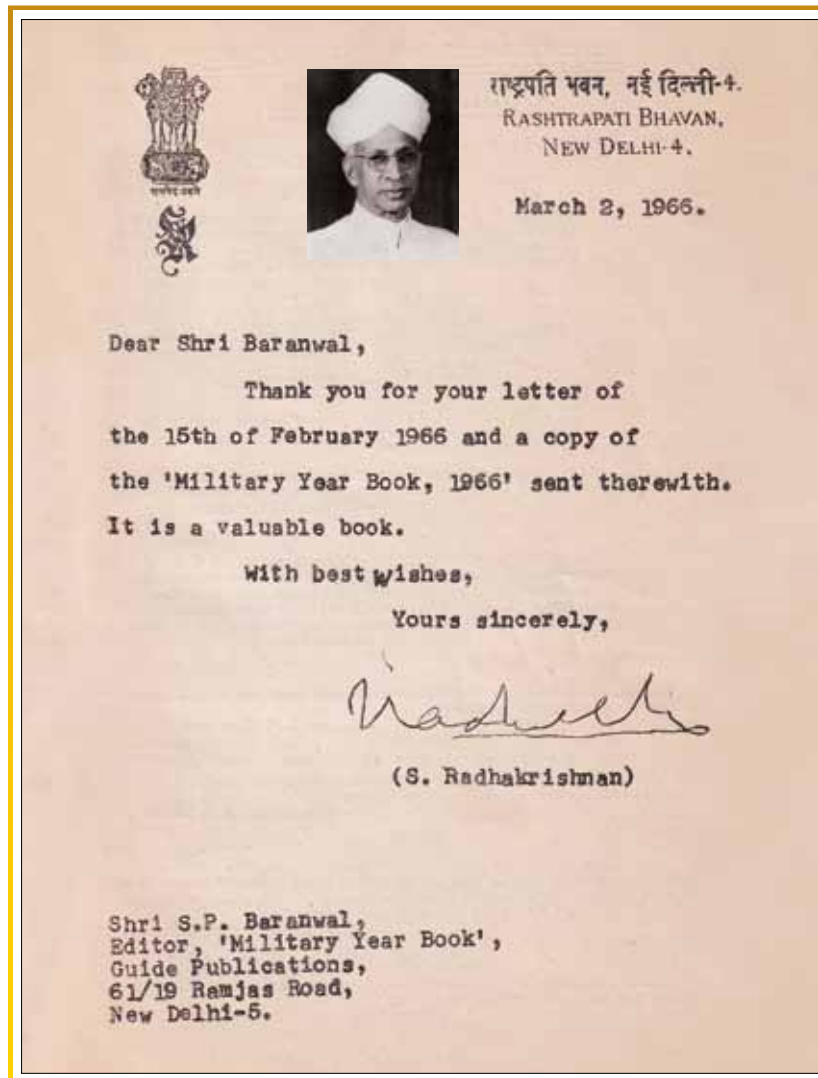 राष्ट्रपति भवन, नई दिल्ली-4.
RASHTRAPATI BHAVAN,
NEW DELHI-4.
सत्यमेव जयते
March 2, 1966.
Dear Shri Baranwal,
Thank you for your letter of
the 15th of February 1966 and a copy of
the 'Military Year Book, 1966' sent therewith.
It is a valuable book.
With best wishes,
Yours sincerely,
(S. Radhakrishnan)
Shri S.P. Baranwal,
Editor, 'Military Year Book',
Guide Publications,
61/19 Ramjas Road,
New Delhi-5.